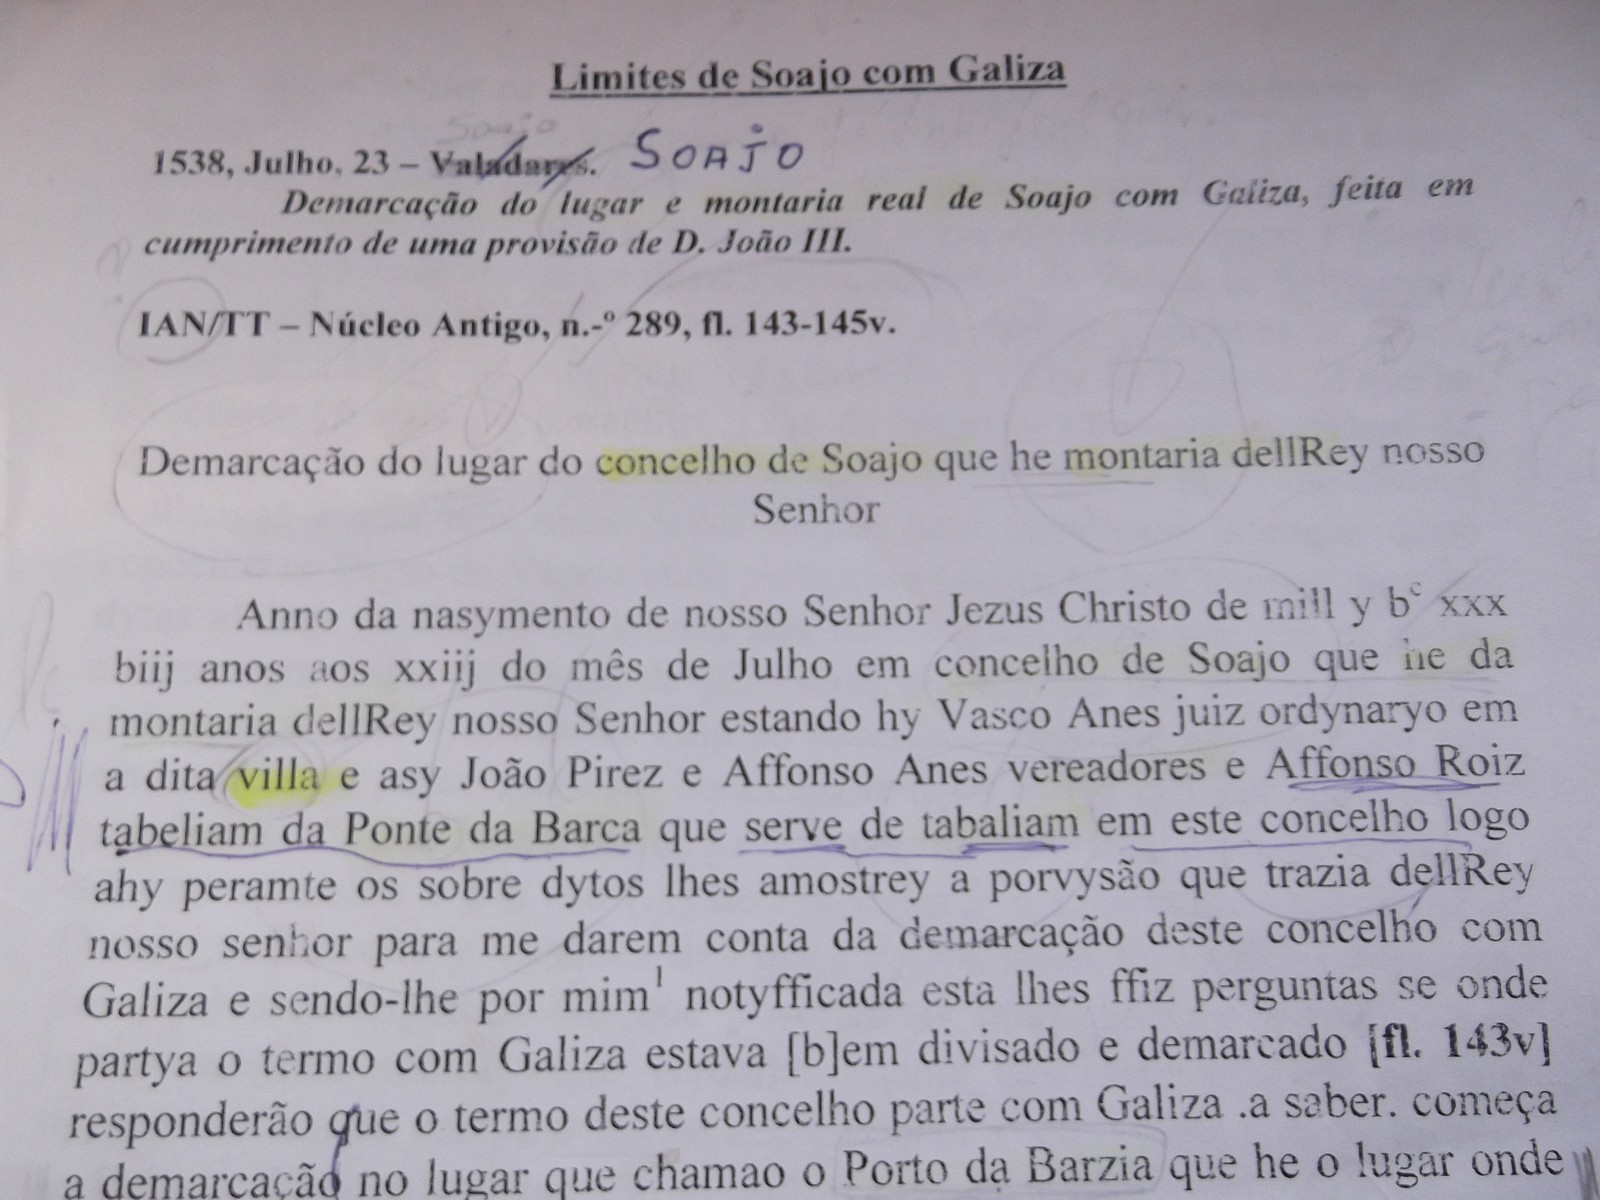 Limites de Soajo com Galiza
Soajo
1538, Julho, 23 – Valadares. SOAJO
Demarcação do lugar e montaria real de Soajo com Galiza, feita em
cumprimento de uma provisão de D. João III.
IAN/TT – Núcleo Antigo, n.-º 289, fl. 143-145v.
Demarcação do lugar do concelho de Soajo que he montaria dellRey nosso
Senhor
Anno da nasymento de nosso Senhor Jezus Christo de mill y bᶜ xxx
biij anos aos xxiij do mês de Julho em concelho de Soajo que he da
montaria dellRey nosso Senhor estando hy Vasco Anes juiz ordynaryo em
a dita villa e asy João Pirez e Affonso Anes vereadores e Affonso Roiz
tabeliam da Ponte da Barca que serve de tabaliam em este concelho logo
ahy peramte os sobre dytos lhes amostrey a porvysão que trazia dellRey
nosso senhor para me darem conta da demarcação deste concelho com
Galiza e sendo-lhe por mim¹ notyfficada esta lhes ffiz perguntas se onde
partya o termo com Galiza estava [b]em divisado e demarcado [fl. 143v]
responderão que o termo deste concelho parte com Galiza .a saber. começa
a demarcação no lugar que chamao o Porto da Barzia que he o lugar onde